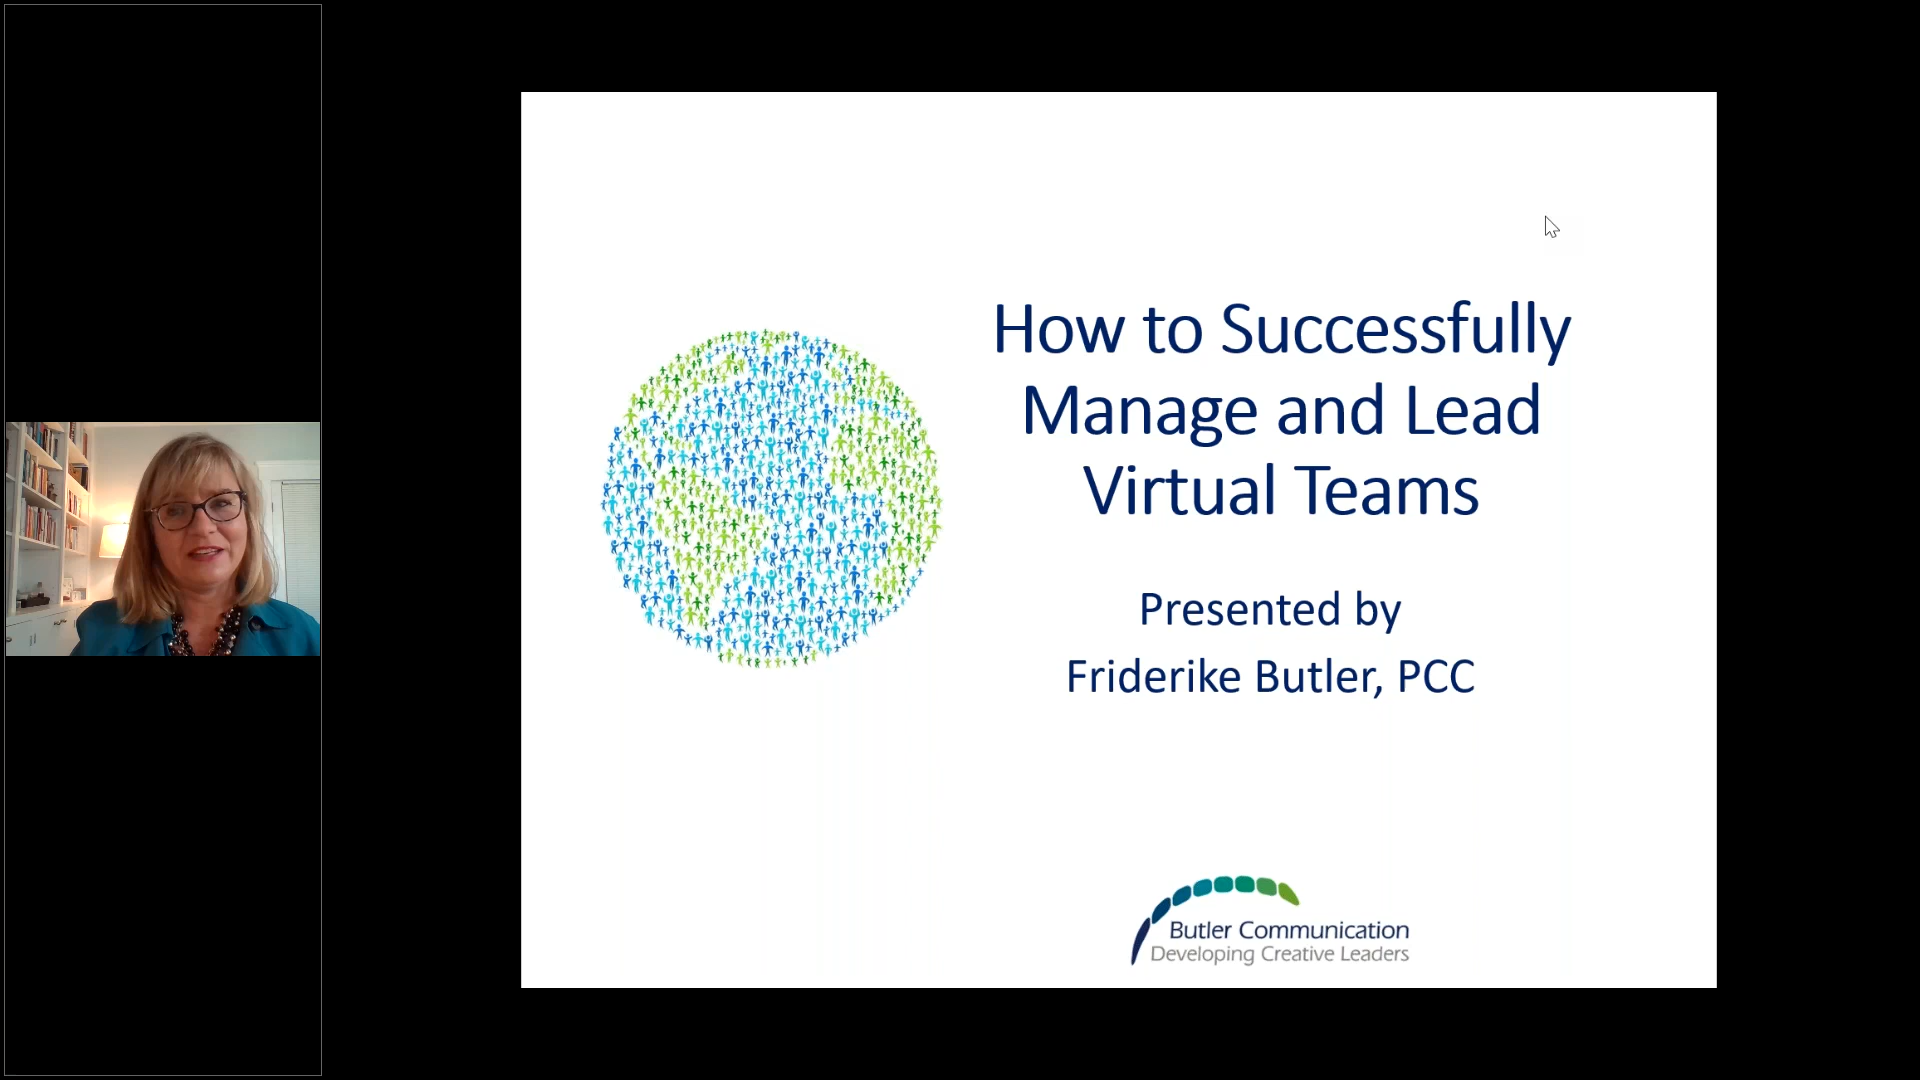 How to Successfully
Manage and Lead
Virtual Teams
Presented by
Friderike Butler, PCC
Butler Communication
Developing Creative Leaders